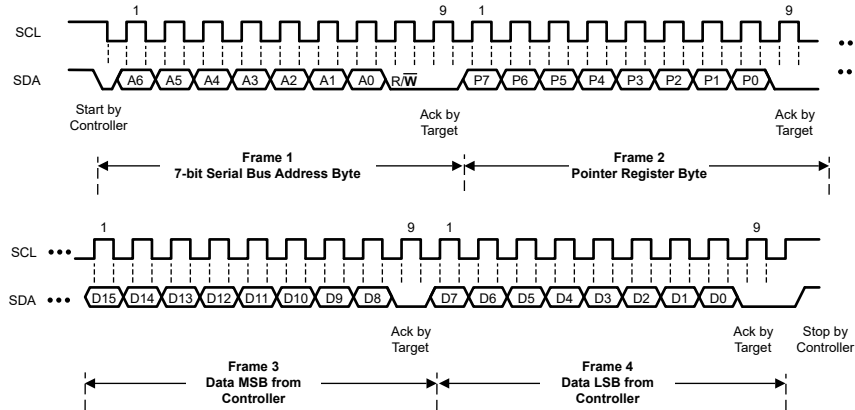 1 9 1 9
SCL
SDA A6 A5 A4 A3 A2 A1 A0 R/W P7 P6 P5 P4 P3 P2 P1 P0
Start by Controller
Ack by Target
Ack by Target
Frame 1
7-bit Serial Bus Address Byte
Frame 2
Pointer Register Byte
1 9 1 9
SCL
SDA D15 D14 D13 D12 D11 D10 D9 D8 D7 D6 D5 D4 D3 D2 D1 D0
Ack by Target
Ack by Target
Stop by Controller
Frame 3
Data MSB from
Controller
Frame 4
Data LSB from
Controller